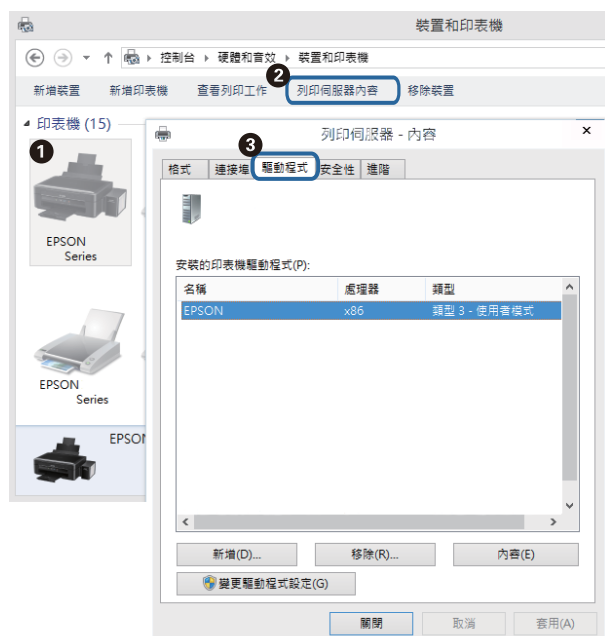 裝置和印表機
控制台 ▸ 硬體和音效 ▸ 裝置和印表機
2
新增裝置 新增印表機 查看列印工作 列印伺服器內容 移除裝置
印表機 (15)
1
EPSON
Series
EPSON
Series
EPSON
列印伺服器 - 內容
×
3
格式 連接埠 驅動程式 安全性 進階
安裝的印表機驅動程式(P):
名稱 處理器 類型
EPSON x86 類型 3 - 使用者模式
新增(D)... 移除(R)... 內容(E)
變更驅動程式設定(G)
關閉 取消 套用(A)